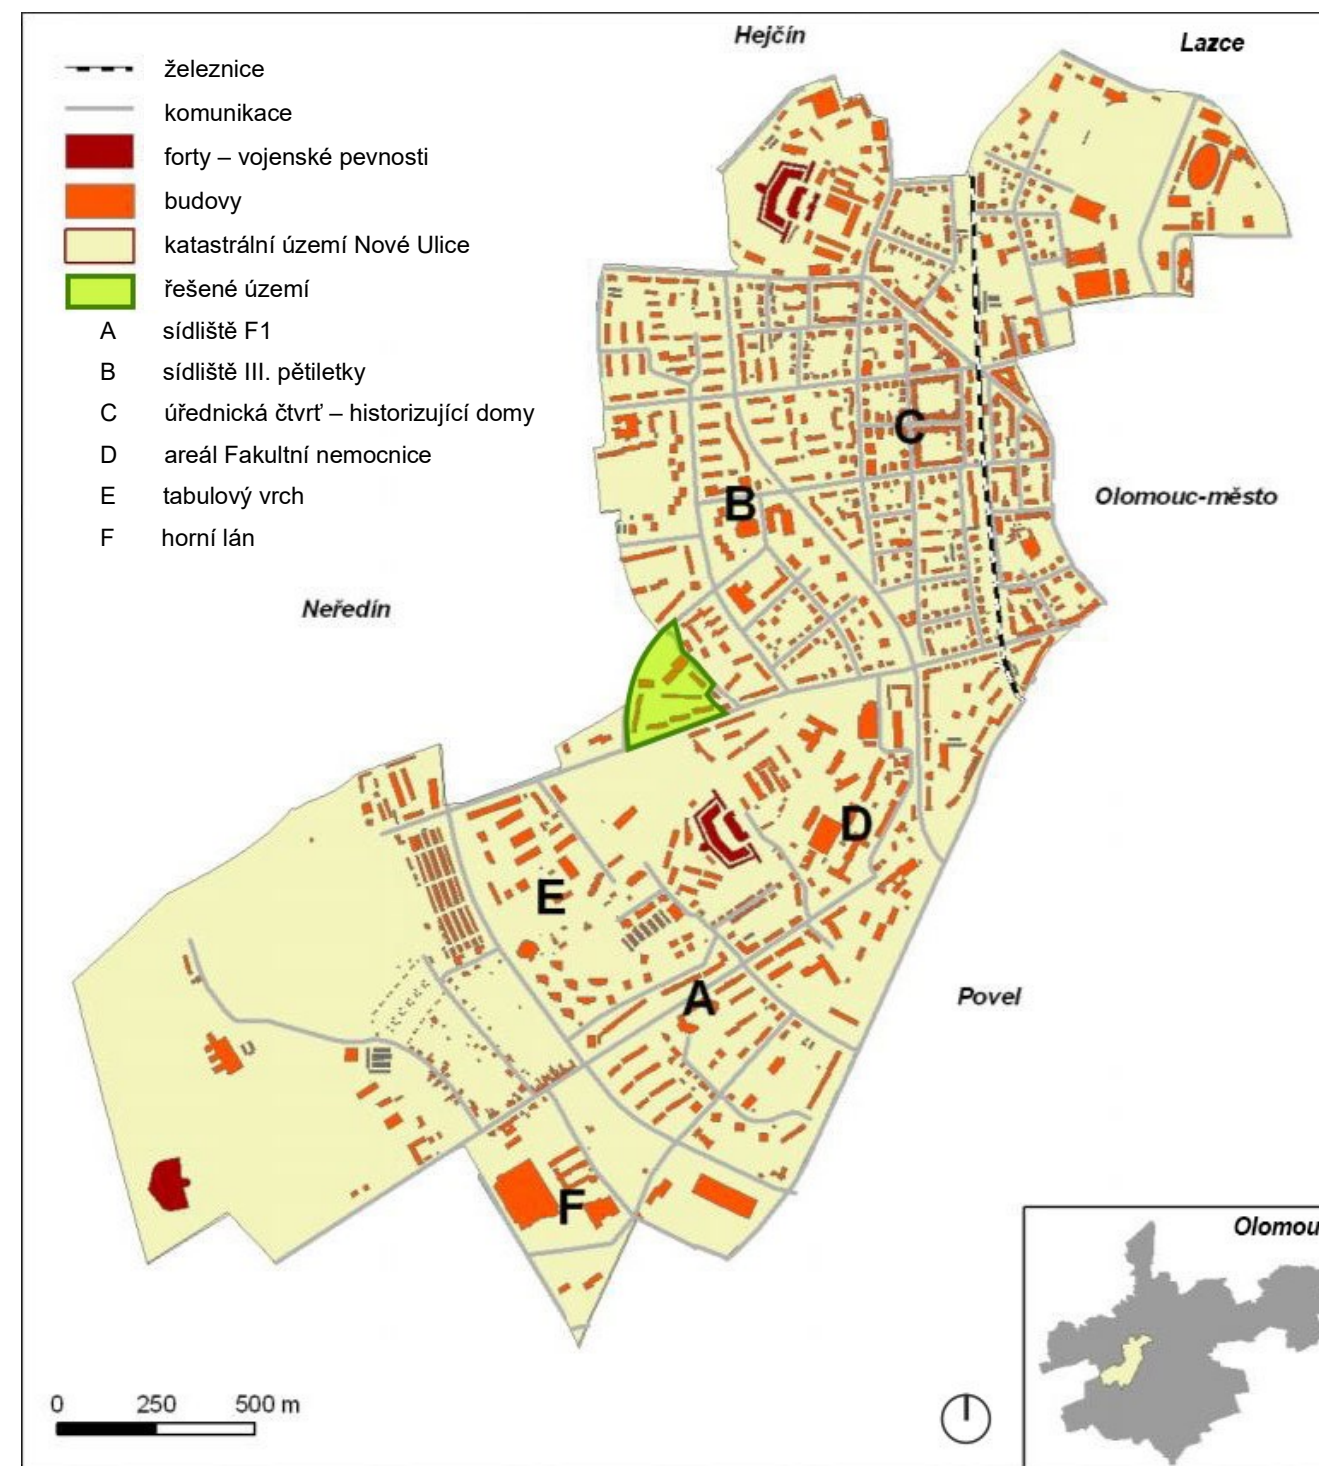 Hejčín
Lazce
železnice
komunikace
forty – vojenské pevnosti
budovy
katastrální území Nové Ulice
řešené území
A sídliště F1
B sídliště III. pětiletky
C úřednická čtvrť – historizující domy
D areál Fakultní nemocnice
E tabulový vrch
F horní lán
C
B
Olomouc-město
Neředín
D
E
A
Povel
F
Olomou
0 250 500 m